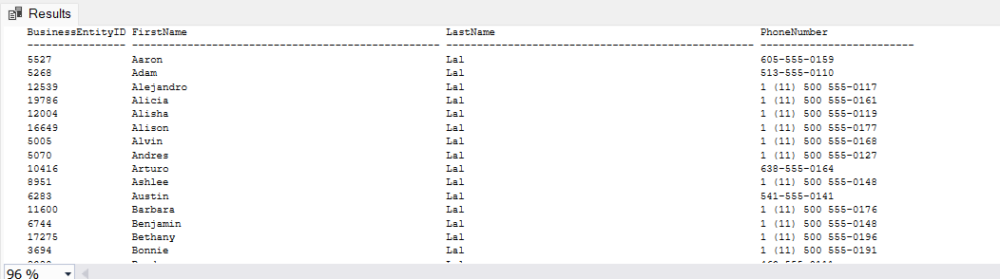 Results
BusinessEntityID FirstName LastName PhoneNumber
---------------- -------------------------------------------------- -------------------------------------------------- -------------------------
5527 Aaron Lal 605-555-0159
5268 Adam Lal 513-555-0110
12539 Alejandro Lal 1 (11) 500 555-0117
19786 Alicia Lal 1 (11) 500 555-0161
12004 Alisha Lal 1 (11) 500 555-0119
16649 Alison Lal 1 (11) 500 555-0177
5005 Alvin Lal 1 (11) 500 555-0168
5070 Andres Lal 1 (11) 500 555-0127
10416 Arturo Lal 638-555-0164
8951 Ashlee Lal 1 (11) 500 555-0148
6283 Austin Lal 541-555-0141
11600 Barbara Lal 1 (11) 500 555-0176
6744 Benjamin Lal 1 (11) 500 555-0148
17275 Bethany Lal 1 (11) 500 555-0196
3694 Bonnie Lal 1 (11) 500 555-0191
96 %